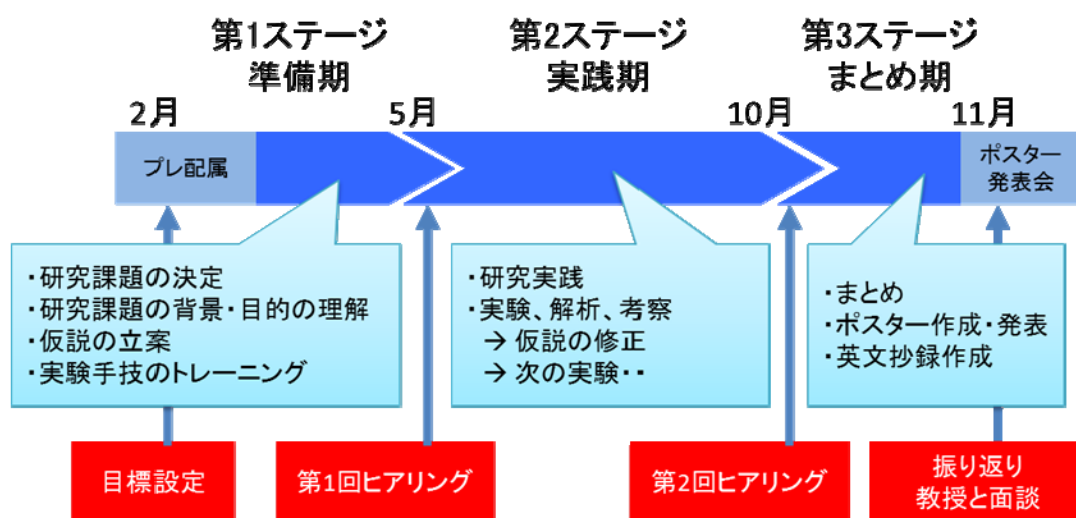 第1ステージ
準備期
第2ステージ
実践期
第3ステージ
まとめ期
2月
5月
10月
11月
プレ配属
ポスター
発表会
・研究課題の決定
・研究課題の背景・目的の理解
・仮説の立案
・実験手技のトレーニング
・研究実践
・実験、解析、考察
→ 仮説の修正
→ 次の実験・・
・まとめ
・ポスター作成・発表
・英文抄録作成
目標設定
第1回ヒアリング
第2回ヒアリング
振り返り
教授と面談